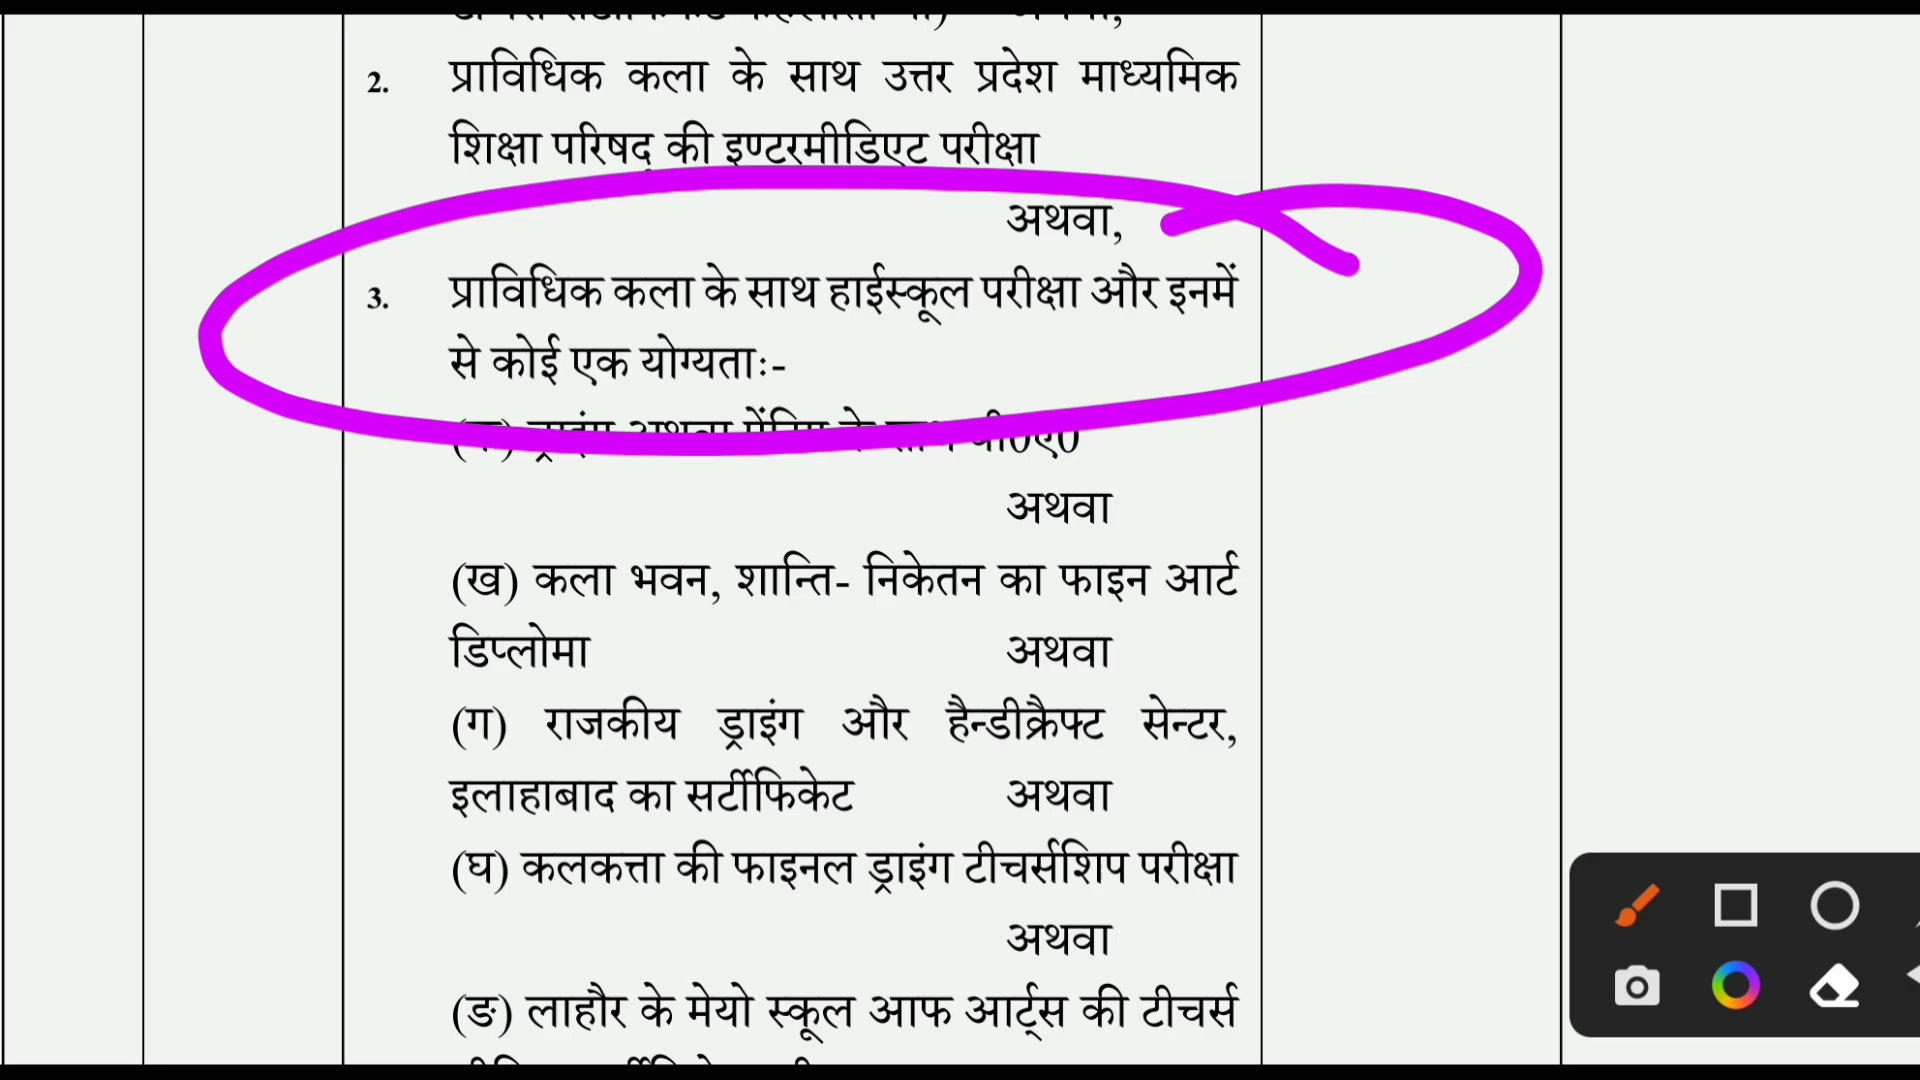 2. प्राविधिक कला के साथ उत्तर प्रदेश माध्यमिक
शिक्षा परिषद् की इण्टरमीडिएट परीक्षा
अथवा,
3. प्राविधिक कला के साथ हाईस्कूल परीक्षा और इनमें
से कोई एक योग्यताः-
ड्राइंग अथवा पेंटिंग के साथ बी0ए0
अथवा
(ख) कला भवन, शान्ति- निकेतन का फाइन आर्ट
डिप्लोमा अथवा
(ग) राजकीय ड्राइंग और हैन्डीक्रैफ्ट सेन्टर,
इलाहाबाद का सर्टीफिकेट अथवा
(घ) कलकत्ता की फाइनल ड्राइंग टीचर्सशिप परीक्षा
अथवा
(ङ) लाहौर के मेयो स्कूल आफ आर्ट्स की टीचर्स